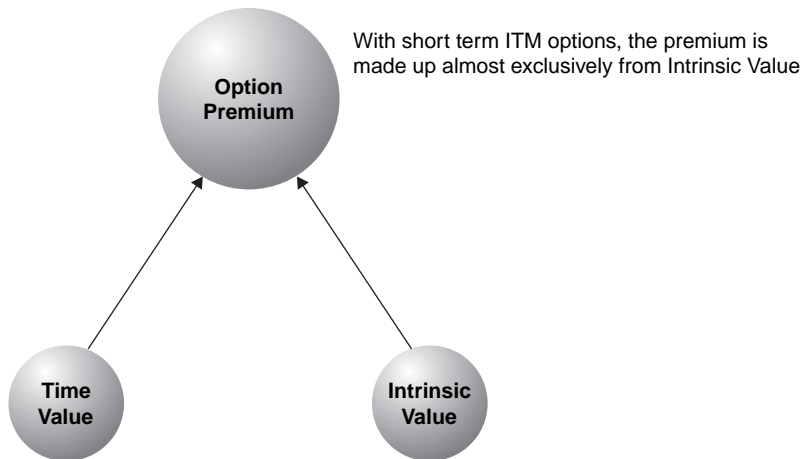 Option
Premium
With short term ITM options, the premium is
made up almost exclusively from Intrinsic Value
Time
Value
Intrinsic
Value